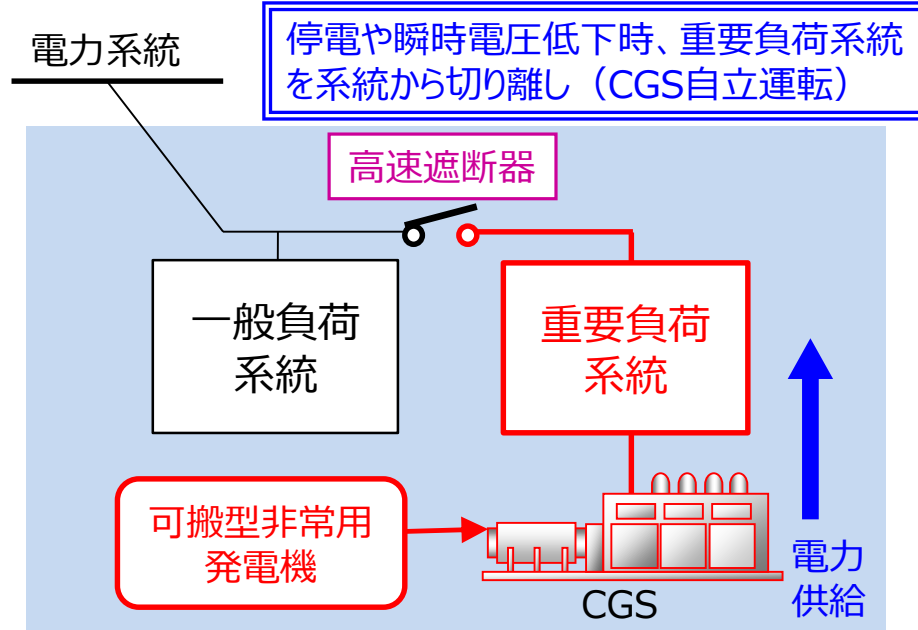 電力系統
停電や瞬時電圧低下時、重要負荷系統
を系統から切り離し（CGS自立運転）
高速遮断器
一般負荷
系統
重要負荷
系統
可搬型非常用
発電機
CGS
電力
供給